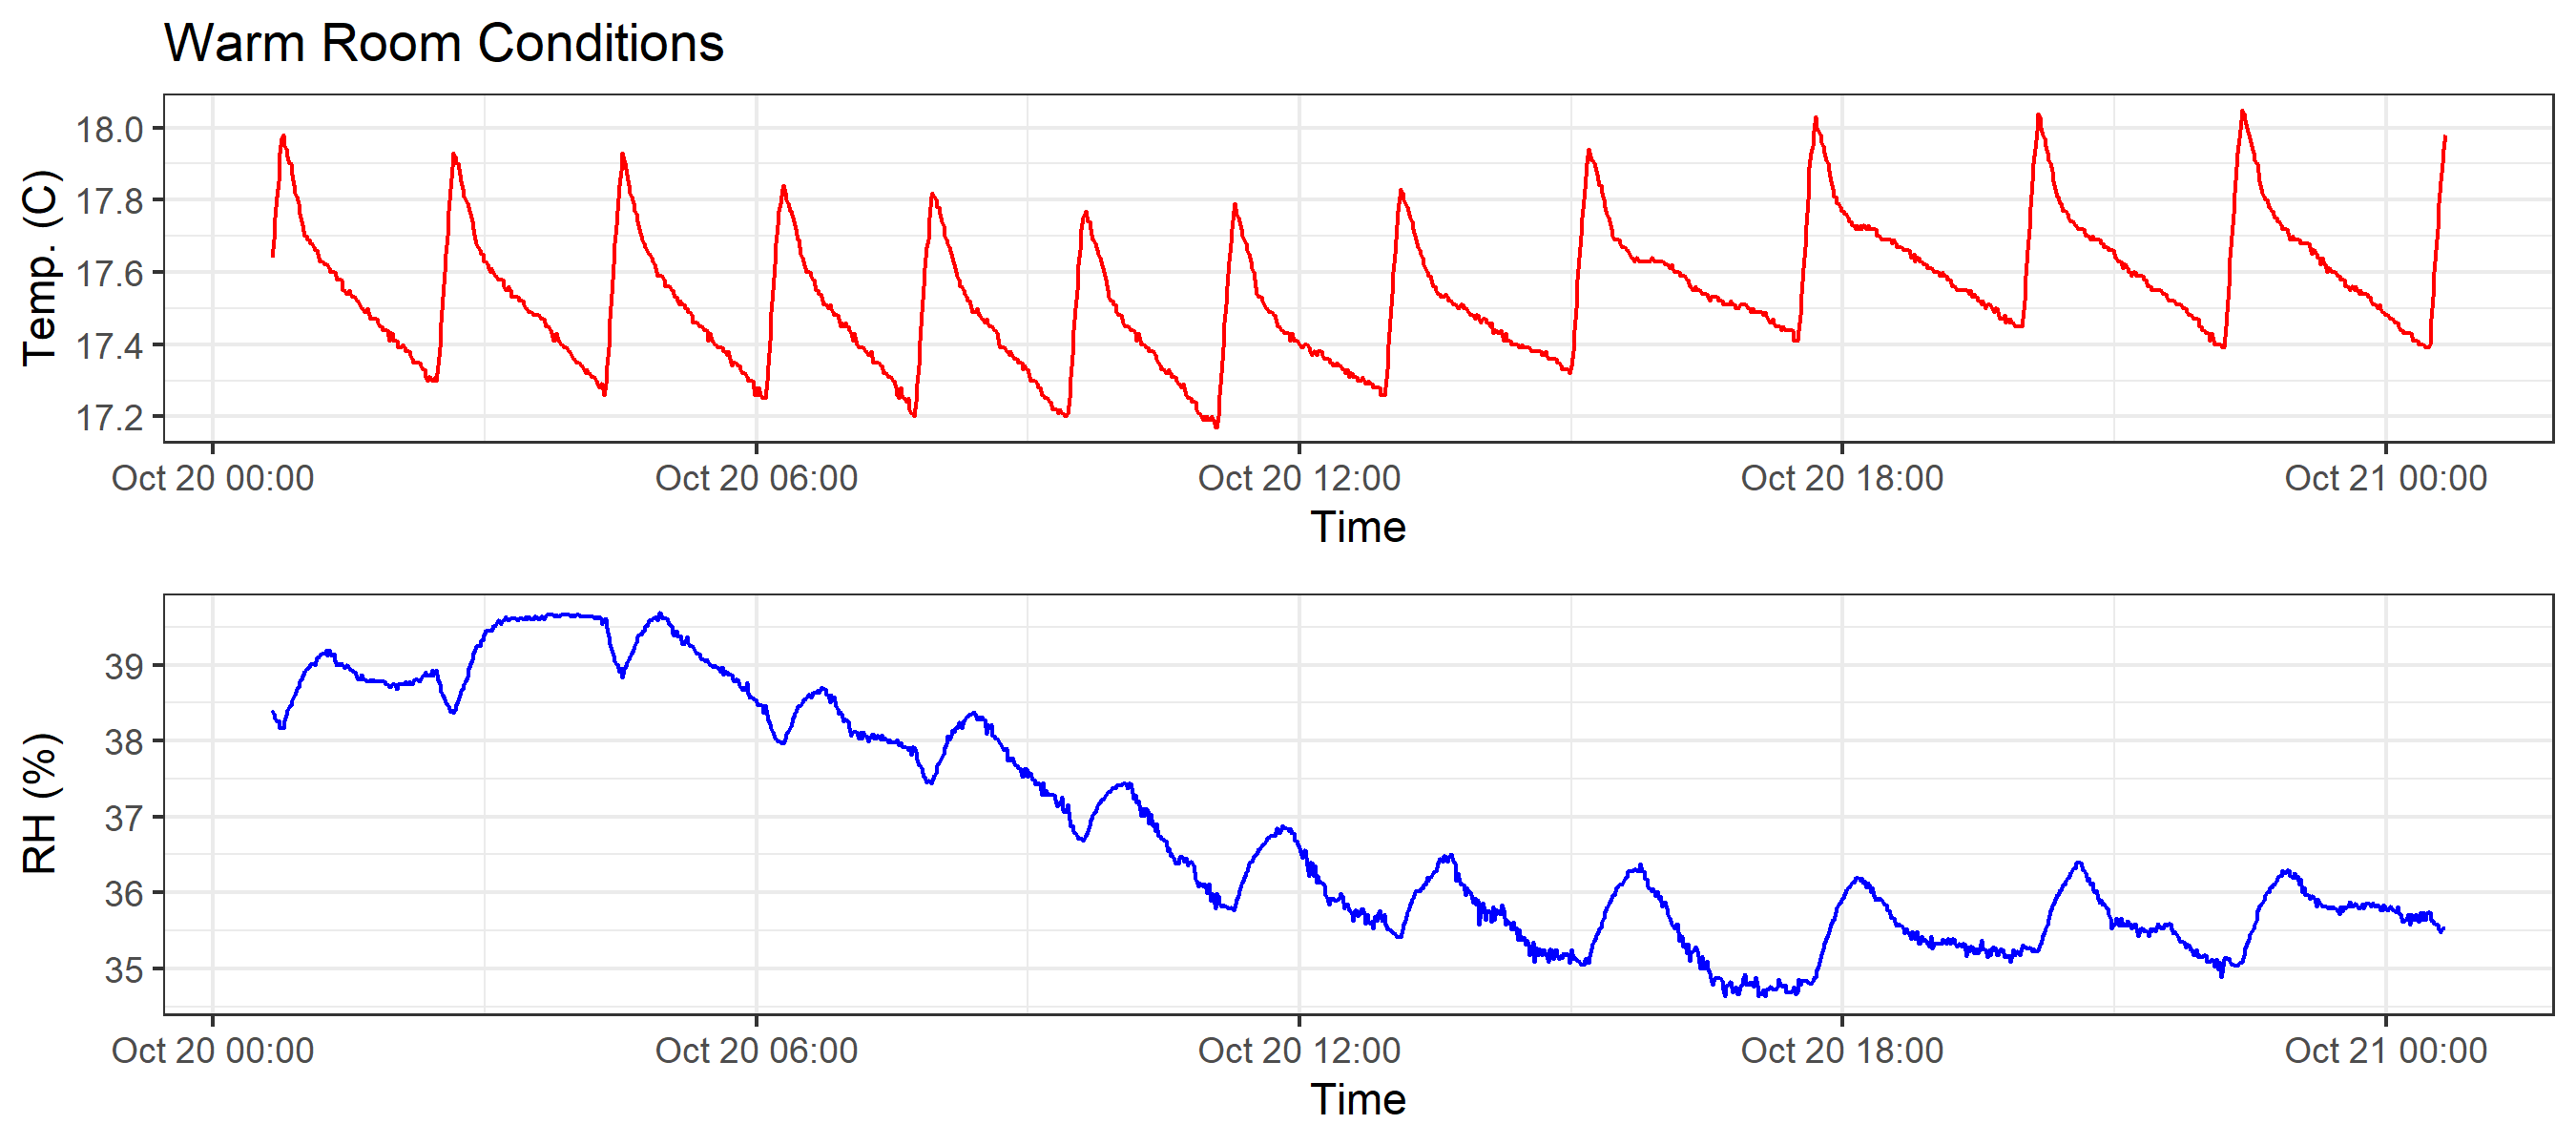 Warm Room Conditions
Temp. (C)
18.0
17.8
17.6
17.4
17.2
Oct 20 00:00 Oct 20 06:00 Oct 20 12:00 Oct 20 18:00 Oct 21 00:00
Time
RH (%)
39
38
37
36
35
Oct 20 00:00 Oct 20 06:00 Oct 20 12:00 Oct 20 18:00 Oct 21 00:00
Time